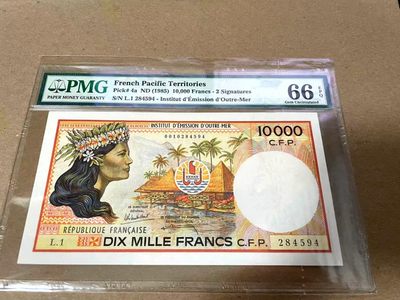 PMG
PAPER MONEY GUARANTY
French Pacific Territories
Pick# 4a ND (1985) 10,000 Francs - 2 Signatures
S/N L.1 284594 - Institut d'Émission d'Outre-Mer
66 EPQ
Gem Uncirculated
INSTITUT D'ÉMISSION D'OUTRE-MER
0010284594
10000
C.F.P.
RÉPUBLIQUE FRANÇAISE
L.1
DIX MILLE FRANCS C.F.P.
284594